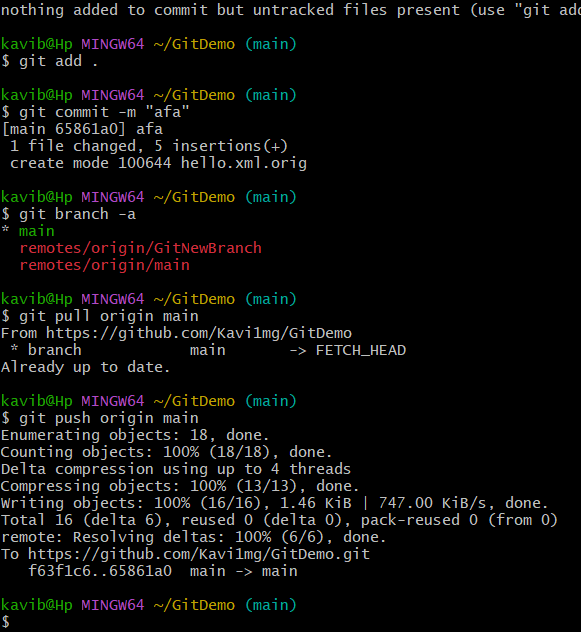 nothing added to commit but untracked files present (use "git add
kavib@Hp MINGW64 ~/GitDemo (main)
$ git add .
kavib@Hp MINGW64 ~/GitDemo (main)
$ git commit -m "afa"
[main 65861a0] afa
 1 file changed, 5 insertions(+)
 create mode 100644 hello.xml.orig
kavib@Hp MINGW64 ~/GitDemo (main)
$ git branch -a
* main
  remotes/origin/GitNewBranch
  remotes/origin/main
kavib@Hp MINGW64 ~/GitDemo (main)
$ git pull origin main
From https://github.com/Kavi1mg/GitDemo
 * branch            main       -> FETCH_HEAD
Already up to date.
kavib@Hp MINGW64 ~/GitDemo (main)
$ git push origin main
Enumerating objects: 18, done.
Counting objects: 100% (18/18), done.
Delta compression using up to 4 threads
Compressing objects: 100% (13/13), done.
Writing objects: 100% (16/16), 1.46 KiB | 747.00 KiB/s, done.
Total 16 (delta 6), reused 0 (delta 0), pack-reused 0 (from 0)
remote: Resolving deltas: 100% (6/6), done.
To https://github.com/Kavi1mg/GitDemo.git
   f63f1c6..65861a0  main -> main
kavib@Hp MINGW64 ~/GitDemo (main)
$